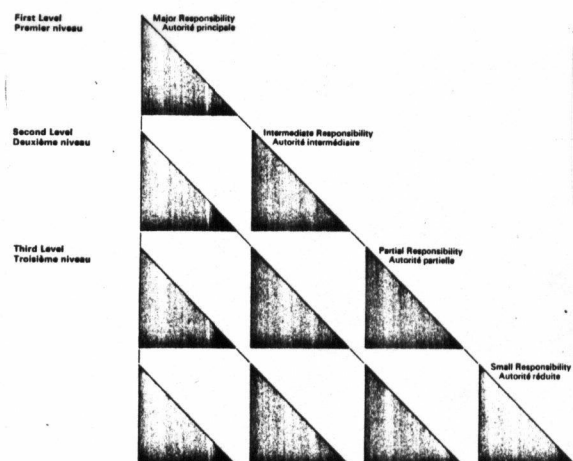 First Level
Premier niveau
Major Responsibility
Autorité principale
Second Level
Deuxième niveau
Intermediate Responsibility
Autorité intermédiaire
Third Level
Troisième niveau
Partial Responsibility
Autorité partielle
Small Responsibility
Autorité réduite